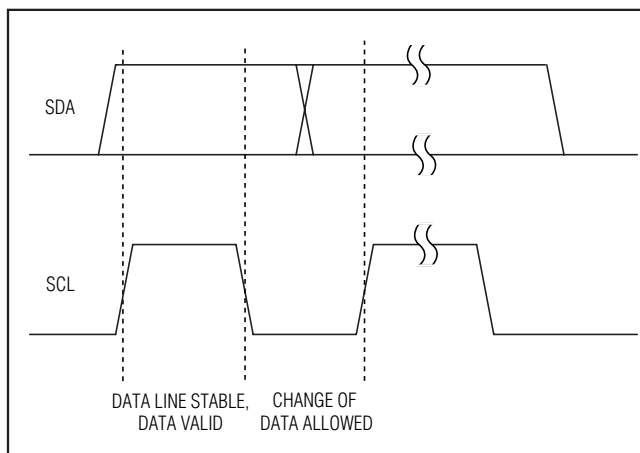 SDA
SCL
DATA LINE STABLE,
DATA VALID
CHANGE OF
DATA ALLOWED